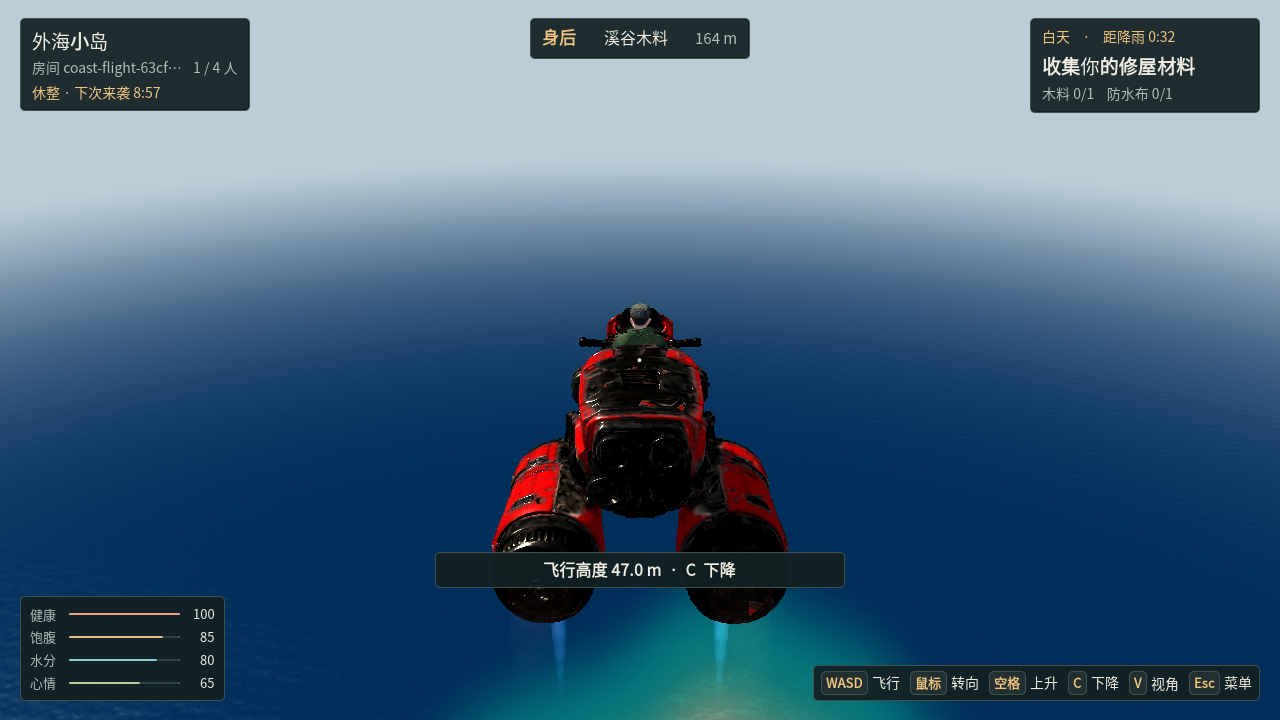 外海小岛
房间 coast-flight-63cf… 1 / 4 人
休整 · 下次来袭 8:57
身后 溪谷木料 164 m
白天 · 距降雨 0:32
收集你的修屋材料
木料 0/1 防水布 0/1
飞行高度 47.0 m · C 下降
健康 100
饱腹 85
水分 80
心情 65
WASD 飞行 鼠标 转向 空格 上升 C 下降 V 视角 Esc 菜单